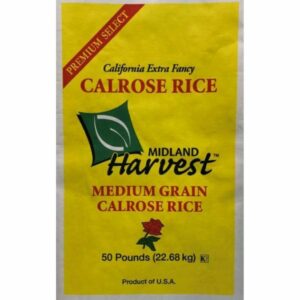 PREMIUM SELECT
California Extra Fancy
CALROSE RICE
MIDLAND
Harvest™
MEDIUM GRAIN
CALROSE RICE
50 Pounds (22.68 kg) K
Product of U.S.A.